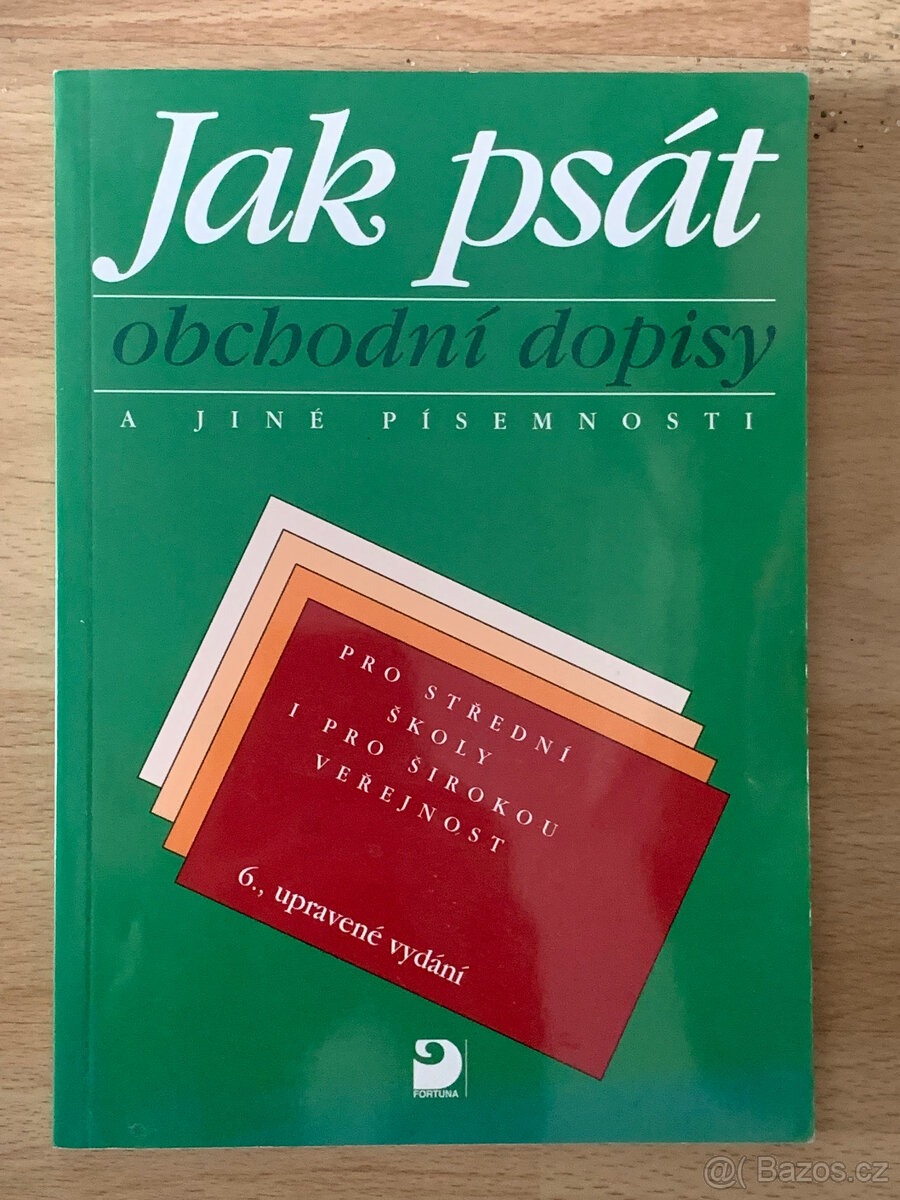 Jak psát
obchodní dopisy
A JINÉ PÍSEMNOSTI
PRO STŘEDNÍ
ŠKOLY
I PRO ŠIROKOU
VEŘEJNOST
6., upravené vydání
FORTUNA
@( Bazos.cz